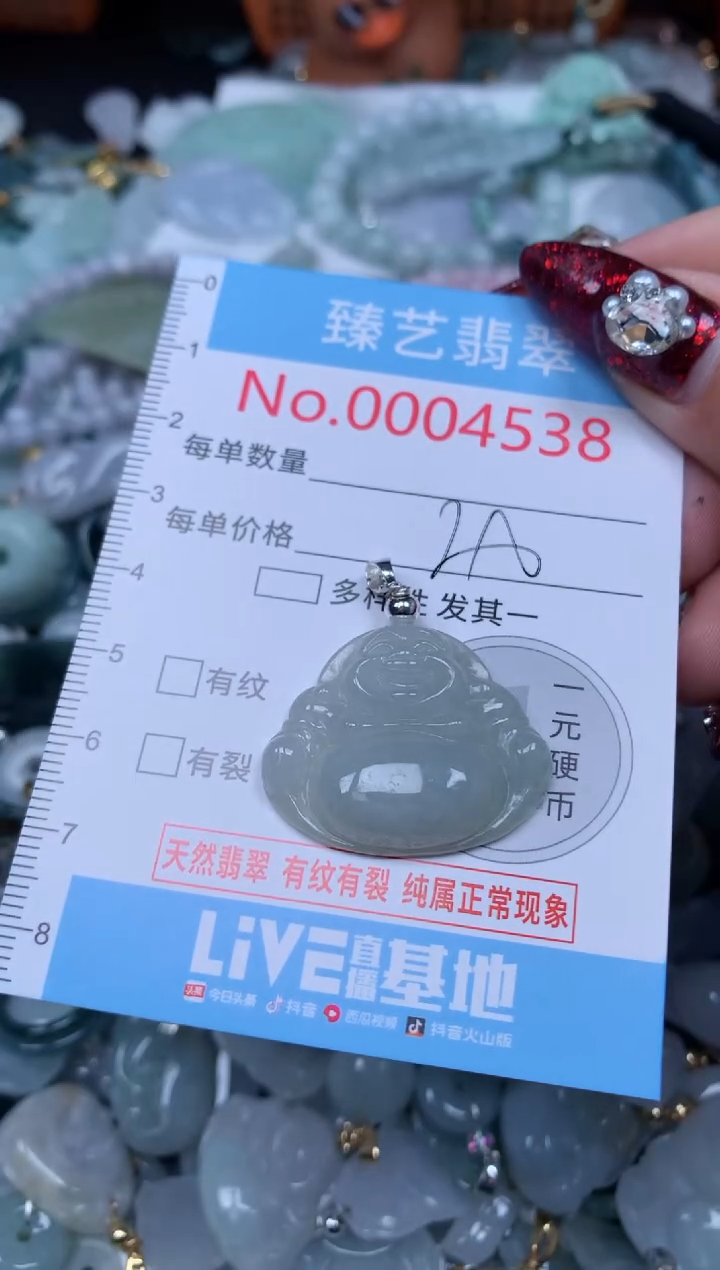 0
臻艺翡翠
1
No.0004538
2
每单数量
3
每单价格
4
多样性 发其一
5
有纹
一元硬币
6
有裂
7
天然翡翠 有纹有裂 纯属正常现象
8
LiVE直播基地
头条 今日头条 抖音 西瓜视频 抖音火山版